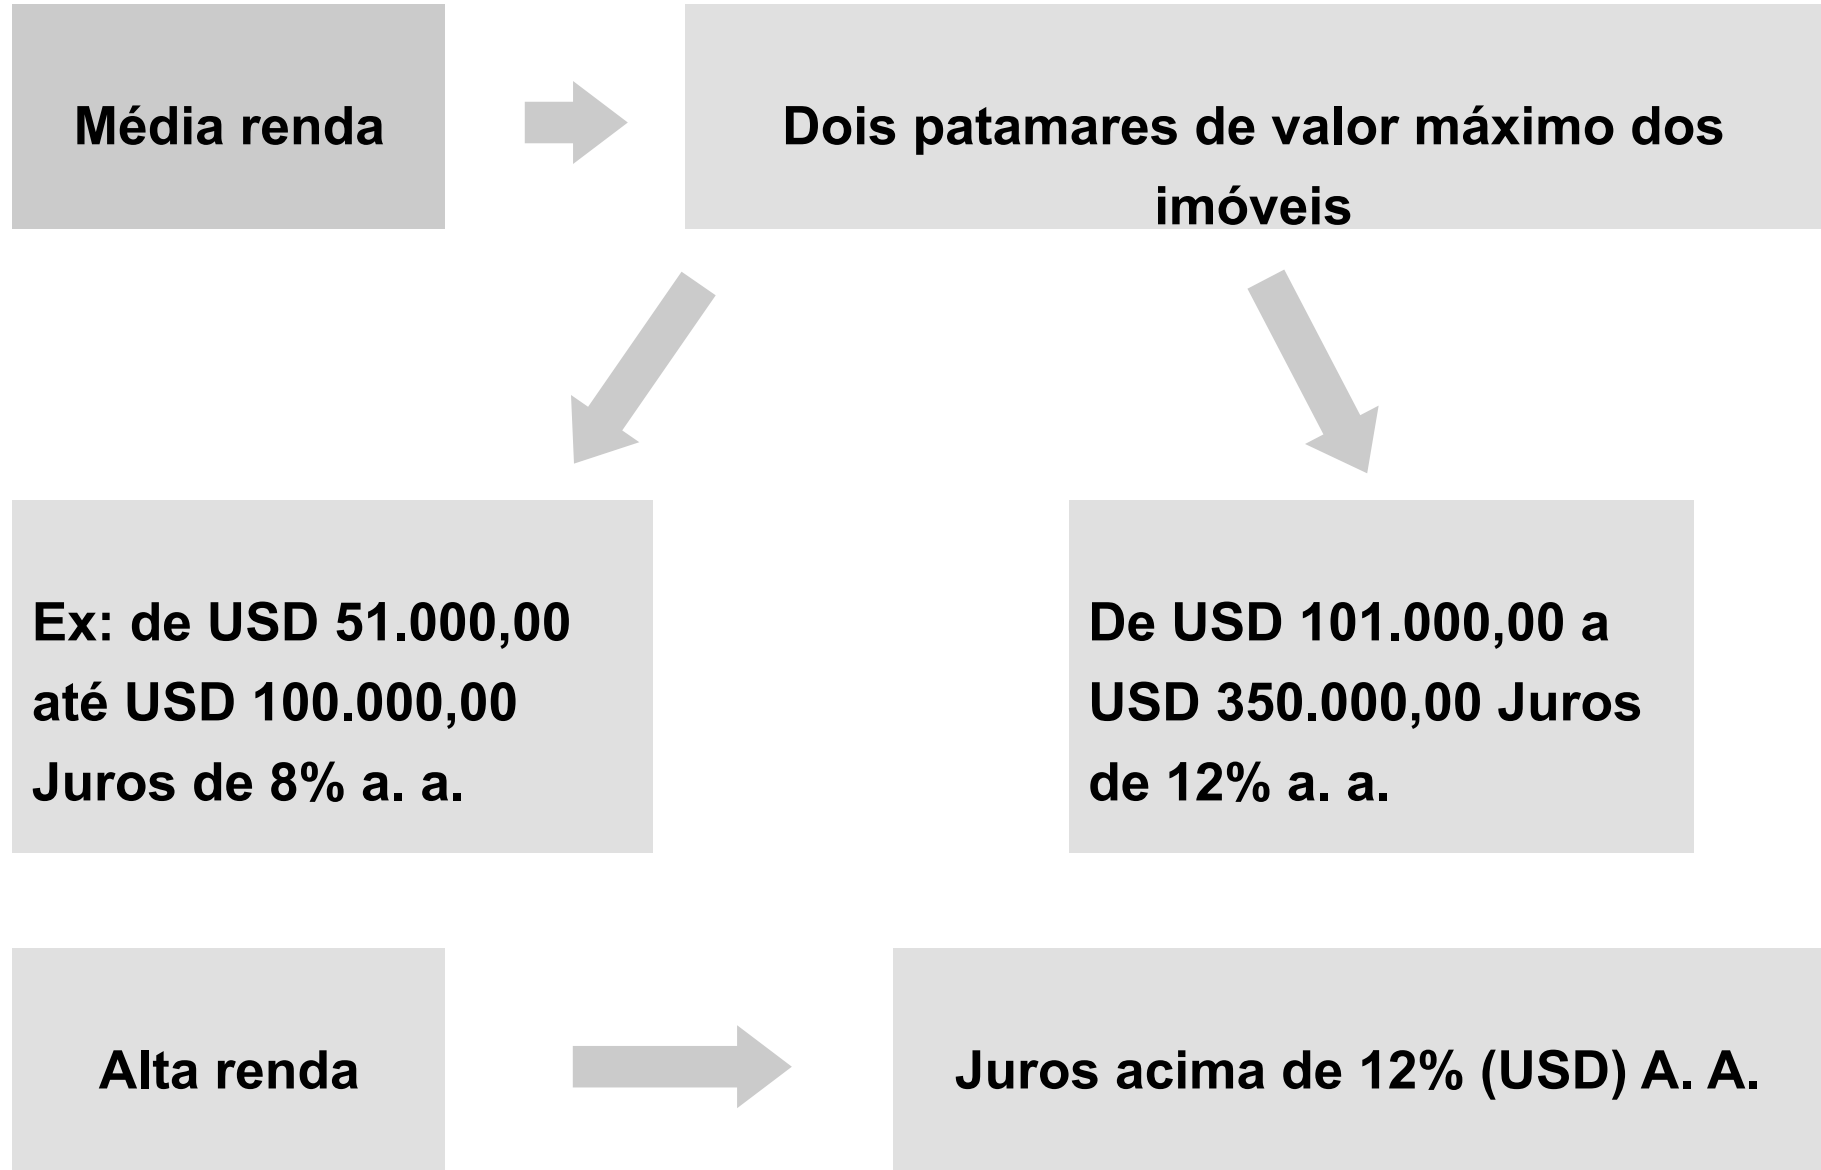 Média renda
Dois patamares de valor máximo dos
imóveis
Ex: de USD 51.000,00
até USD 100.000,00
Juros de 8% a. a.
De USD 101.000,00 a
USD 350.000,00 Juros
de 12% a. a.
Alta renda
Juros acima de 12% (USD) A. A.